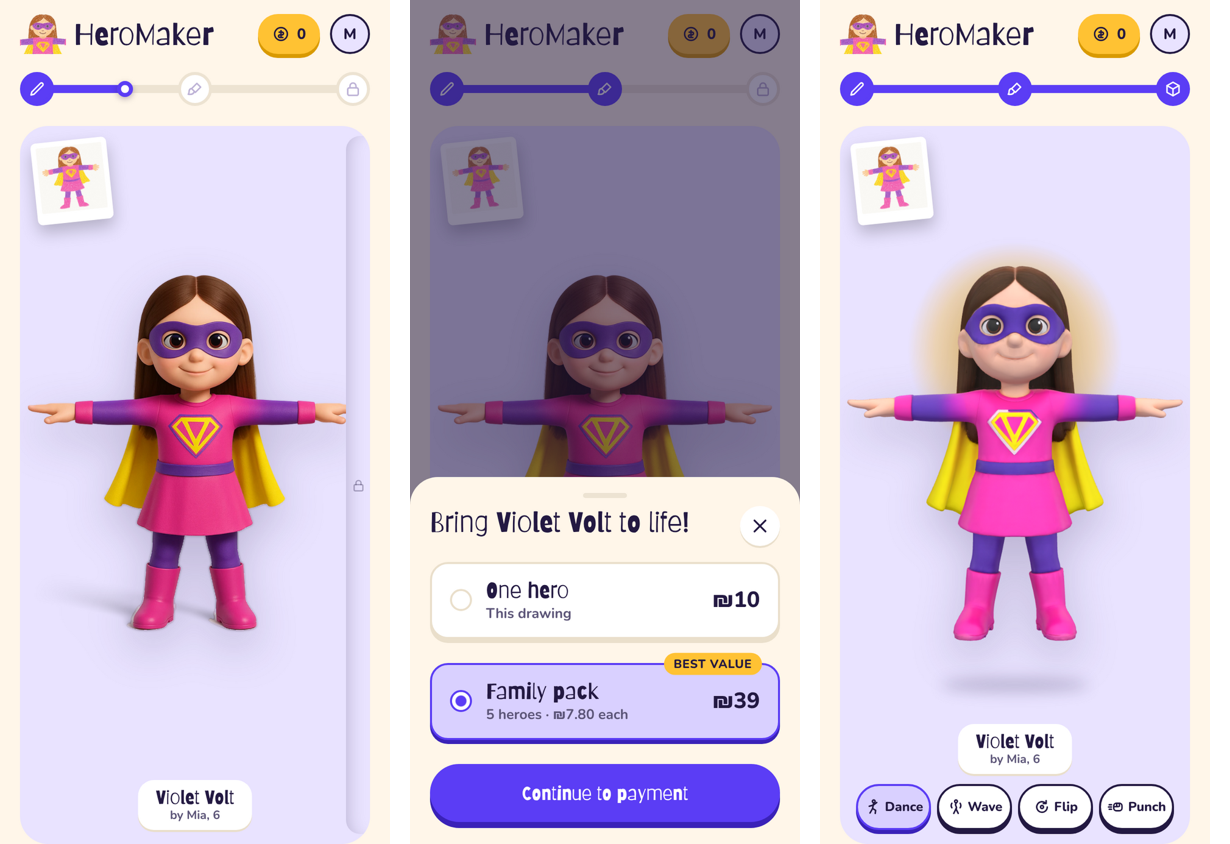 HeroMaker
0
M
Violet Volt
by Mia, 6
HeroMaker
0
M
Bring Violet Volt to life!
One hero
This drawing
₪10
BEST VALUE
Family pack
5 heroes · ₪7.80 each
₪39
Continue to payment
HeroMaker
0
M
Violet Volt
by Mia, 6
Dance
Wave
Flip
Punch